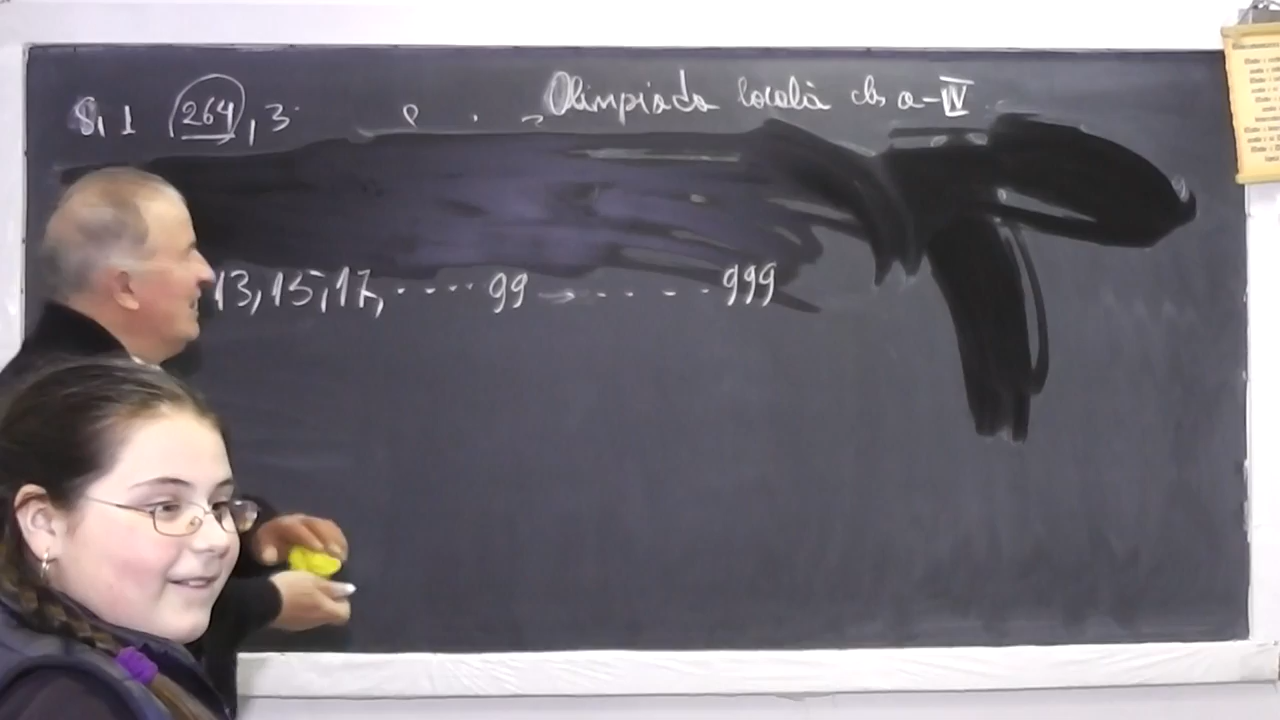 S, 1 264, 3
Olimpiada locală cls a-IV
13, 15, 17, ..... 99 ..... 999